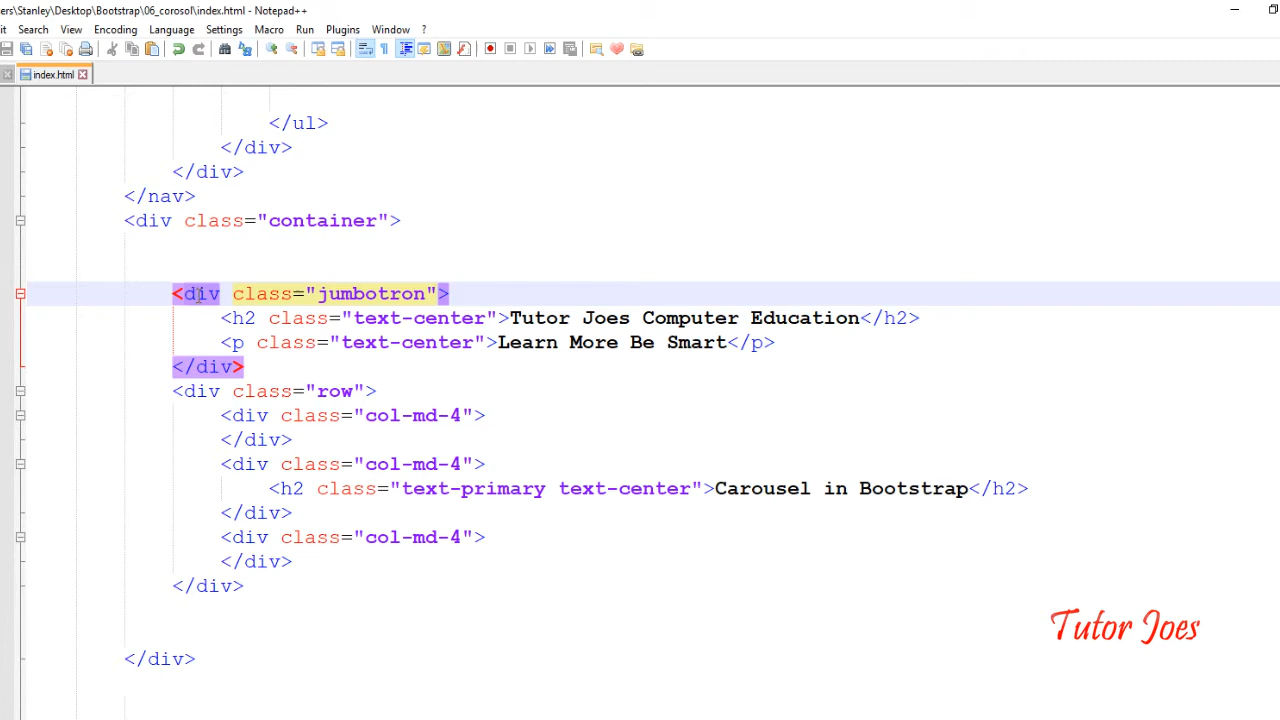 ers\Stanley\Desktop\Bootstrap\06_corosol\index.html - Notepad++
it Search View Encoding Language Settings Macro Run Plugins Window ?
index.html
</ul>
</div>
</div>
</nav>
<div class="container">
<div class="jumbotron">
<h2 class="text-center">Tutor Joes Computer Education</h2>
<p class="text-center">Learn More Be Smart</p>
</div>
<div class="row">
<div class="col-md-4">
</div>
<div class="col-md-4">
<h2 class="text-primary text-center">Carousel in Bootstrap</h2>
</div>
<div class="col-md-4">
</div>
</div>
Tutor Joes
</div>